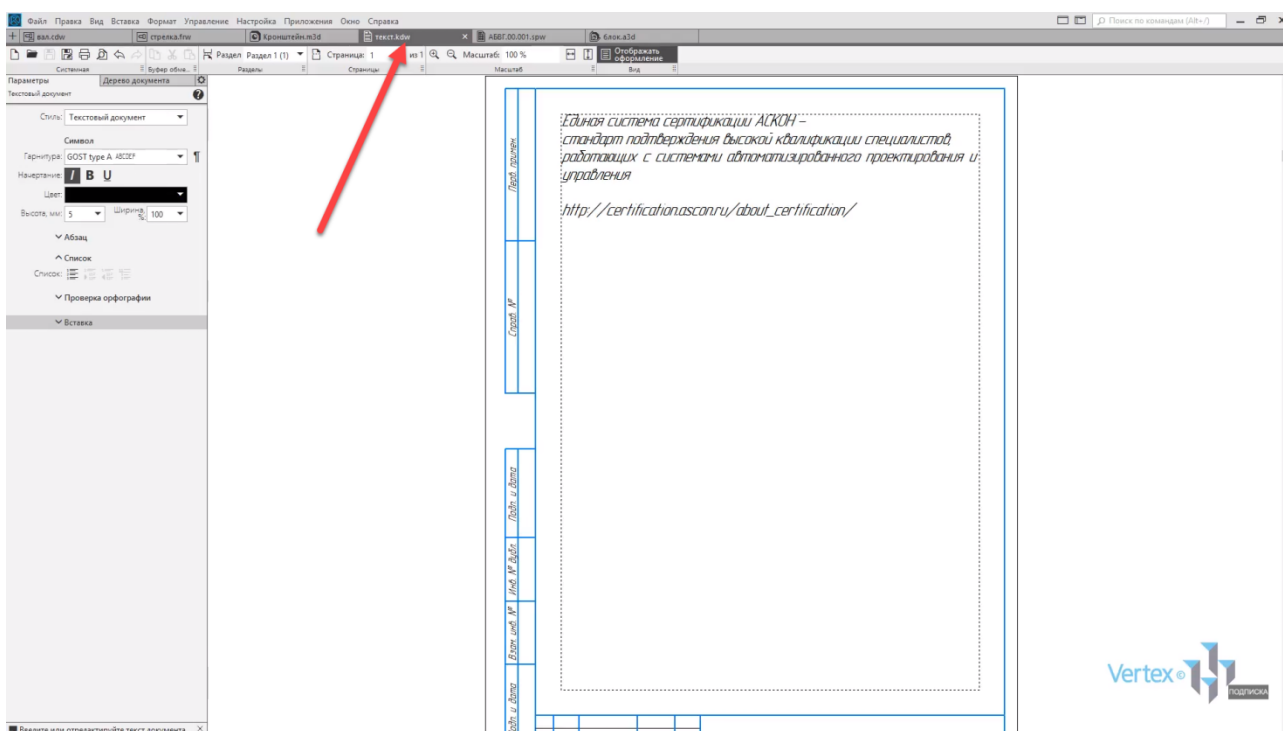 Файл Правка Вид Вставка Формат Управление Настройка Приложения Окно Справка
Поиск по командам (Alt+/)
вал.cdw
стрелка.frw
Кронштейн.m3d
текст.kdw
АБВГ.00.001.spw
блок.a3d
Раздел Раздел 1 (1) Страница: 1 из 1 Масштаб: 100 % Отображать оформление
Системная Буфер обме... Разделы Страницы Масштаб Вид
Параметры Дерево документа
Текстовый документ
Стиль: Текстовый документ
Символ
Гарнитура: GOST type A ABCDEF
Начертание: I B U
Цвет:
Высота, мм: 5 Ширина, %: 100
Абзац
Список
Список:
Проверка орфографии
Вставка
Введите или отредактируйте текст документа
Единая система сертификации АСКОН –
стандарт подтверждения высокой квалификации специалистов,
работающих с системами автоматизированного проектирования и
управления
http://certification.ascon.ru/about_certification/
Перв. примен.
Справ. №
Подп. и дата
Инв. № дубл.
Взам. инв. №
Подп. и дата
Vertex
ПОДПИСКА